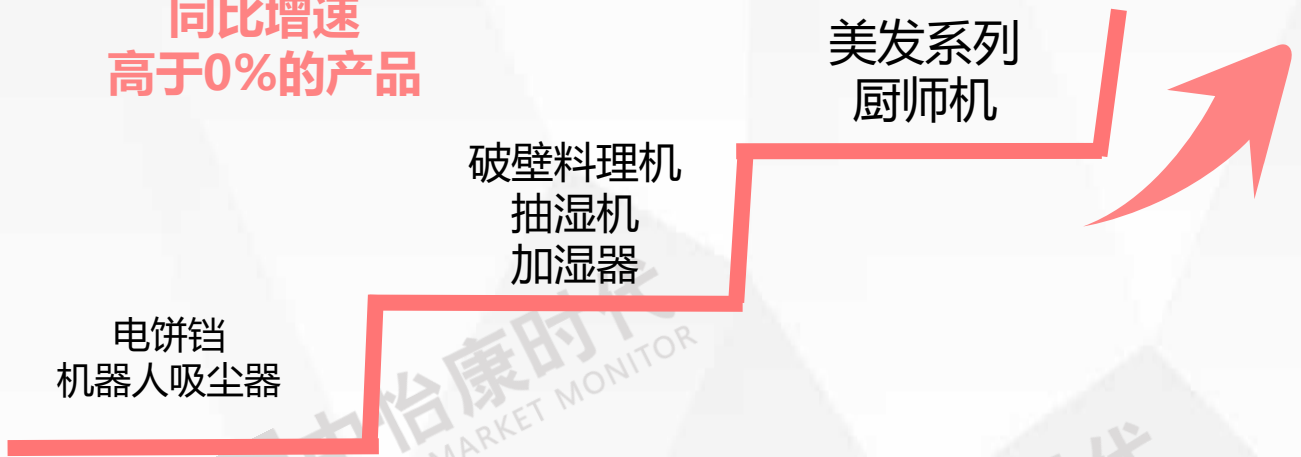 同比增速
高于0%的产品
美发系列
厨师机
破壁料理机
抽湿机
加湿器
电饼铛
机器人吸尘器
中怡康时代
MARKET MONITOR
代